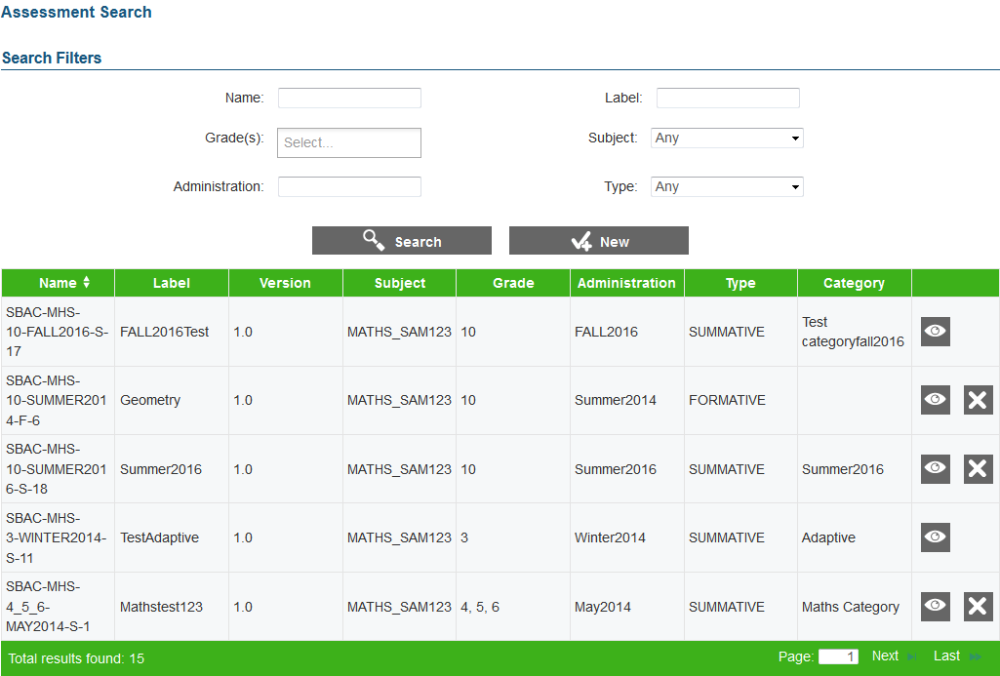 Assessment Search
Search Filters
Name: Label:
Grade(s): Select... Subject: Any
Administration: Type: Any
Search New
Name Label Version Subject Grade Administration Type Category
SBAC-MHS-
10-FALL2016-S-
17
FALL2016Test 1.0 MATHS_SAM123 10 FALL2016 SUMMATIVE
Test
categoryfall2016
SBAC-MHS-
10-SUMMER201
4-F-6
Geometry 1.0 MATHS_SAM123 10 Summer2014 FORMATIVE
SBAC-MHS-
10-SUMMER201
6-S-18
Summer2016 1.0 MATHS_SAM123 10 Summer2016 SUMMATIVE Summer2016
SBAC-MHS-
3-WINTER2014-
S-11
TestAdaptive 1.0 MATHS_SAM123 3 Winter2014 SUMMATIVE Adaptive
SBAC-MHS-
4_5_6-
MAY2014-S-1
Mathstest123 1.0 MATHS_SAM123 4, 5, 6 May2014 SUMMATIVE Maths Category
Total results found: 15 Page: 1 Next Last